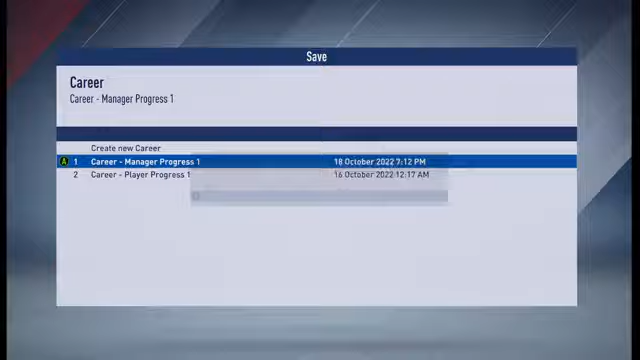 Save
Career
Career - Manager Progress 1
Create new Career
A 1 Career - Manager Progress 1 18 October 2022 7:12 PM
2 Career - Player Progress 1 16 October 2022 12:17 AM